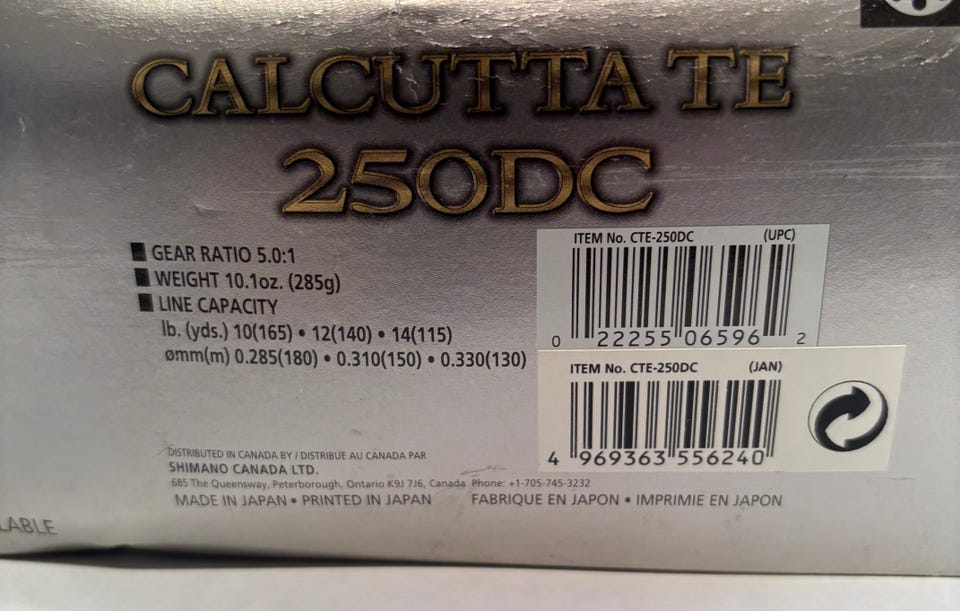 CALCUTTA TE
250DC
■ GEAR RATIO 5.0:1
■ WEIGHT 10.1oz. (285g)
■ LINE CAPACITY
lb. (yds.) 10(165) • 12(140) • 14(115)
ømm(m) 0.285(180) • 0.310(150) • 0.330(130)
ITEM No. CTE-250DC (UPC)
0 22255 06596 2
ITEM No. CTE-250DC (JAN)
4 969363 556240
DISTRIBUTED IN CANADA BY / DISTRIBUÉ AU CANADA PAR
SHIMANO CANADA LTD.
685 The Queensway, Peterborough, Ontario K9J 7J6, Canada Phone: +1-705-745-3232
MADE IN JAPAN • PRINTED IN JAPAN FABRIQUE EN JAPON • IMPRIMIE EN JAPON
LABLE